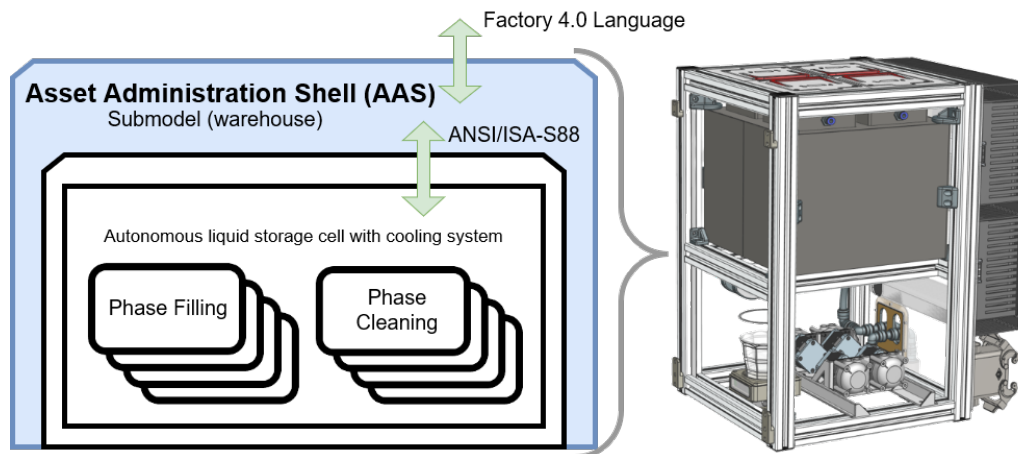 Factory 4.0 Language
Asset Administration Shell (AAS)
Submodel (warehouse)
ANSI/ISA-S88
Autonomous liquid storage cell with cooling system
Phase Filling
Phase
Cleaning